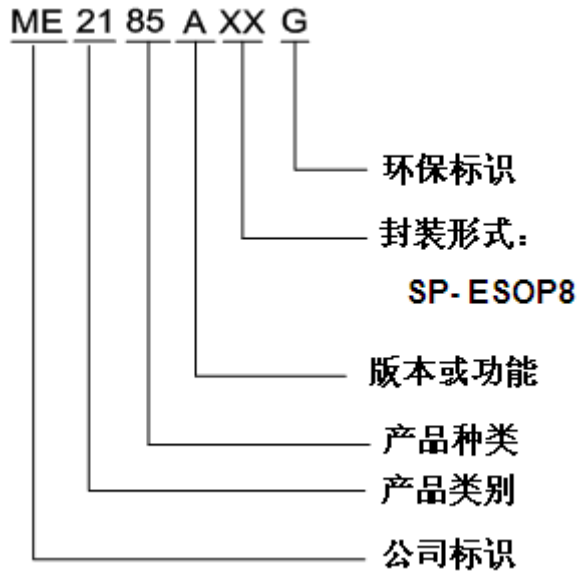 ME 21 85 A XX G
环保标识
封装形式：
SP- ESOP8
版本或功能
产品种类
产品类别
公司标识